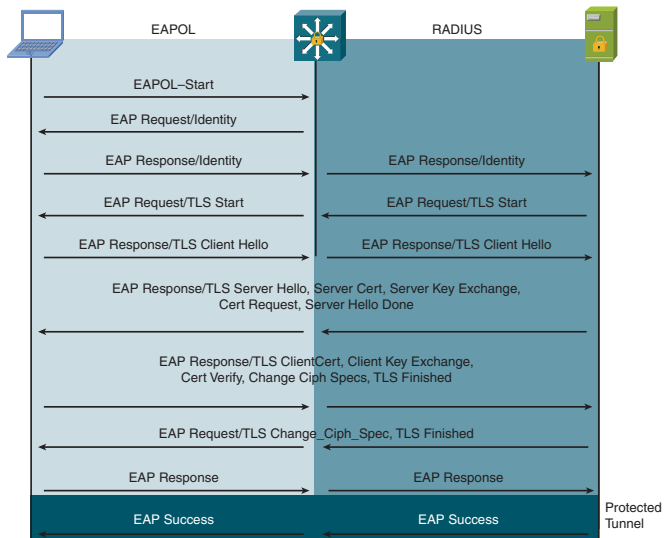 EAPOL
RADIUS
EAPOL–Start
EAP Request/Identity
EAP Response/Identity
EAP Response/Identity
EAP Request/TLS Start
EAP Request/TLS Start
EAP Response/TLS Client Hello
EAP Response/TLS Client Hello
EAP Response/TLS Server Hello, Server Cert, Server Key Exchange,
Cert Request, Server Hello Done
EAP Response/TLS ClientCert, Client Key Exchange,
Cert Verify, Change Ciph Specs, TLS Finished
EAP Request/TLS Change_Ciph_Spec, TLS Finished
EAP Response
EAP Response
EAP Success
EAP Success
Protected
Tunnel